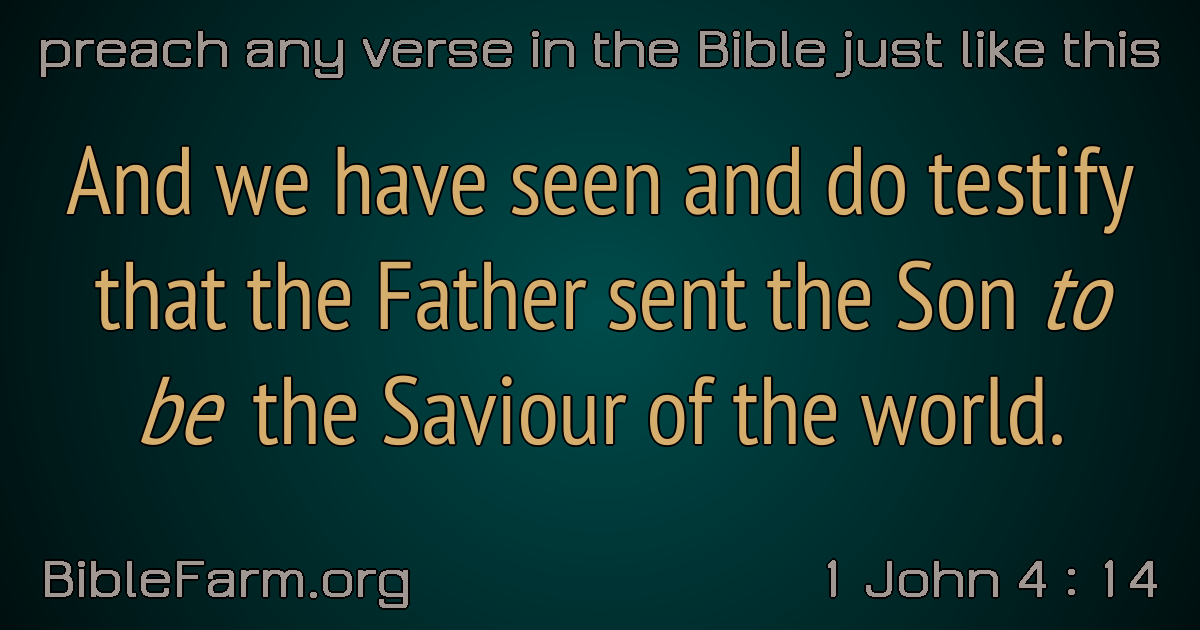 preach any verse in the Bible just like this
And we have seen and do testify
that the Father sent the Son to
be the Saviour of the world.
BibleFarm.org
1 John 4 : 14